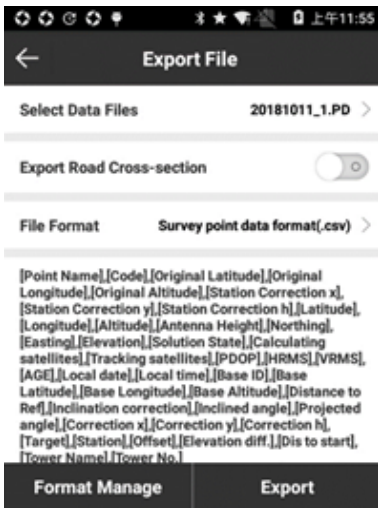 上午11:55
Export File
Select Data Files 20181011_1.PD
Export Road Cross-section
File Format Survey point data format(.csv)
[Point Name],[Code],[Original Latitude],[Original
Longitude],[Original Altitude],[Station Correction x],
[Station Correction y],[Station Correction h],[Latitude],
[Longitude],[Altitude],[Antenna Height],[Northing],
[Easting],[Elevation],[Solution State],[Calculating
satellites],[Tracking satellites],[PDOP],[HRMS],[VRMS],
[AGE],[Local date],[Local time],[Base ID],[Base
Latitude],[Base Longitude],[Base Altitude],[Distance to
Ref],[Inclination correction],[Inclined angle],[Projected
angle],[Correction x],[Correction y],[Correction h],
[Target],[Station],[Offset],[Elevation diff.],[Dis to start],
[Tower Name],[Tower No.]
Format Manage Export